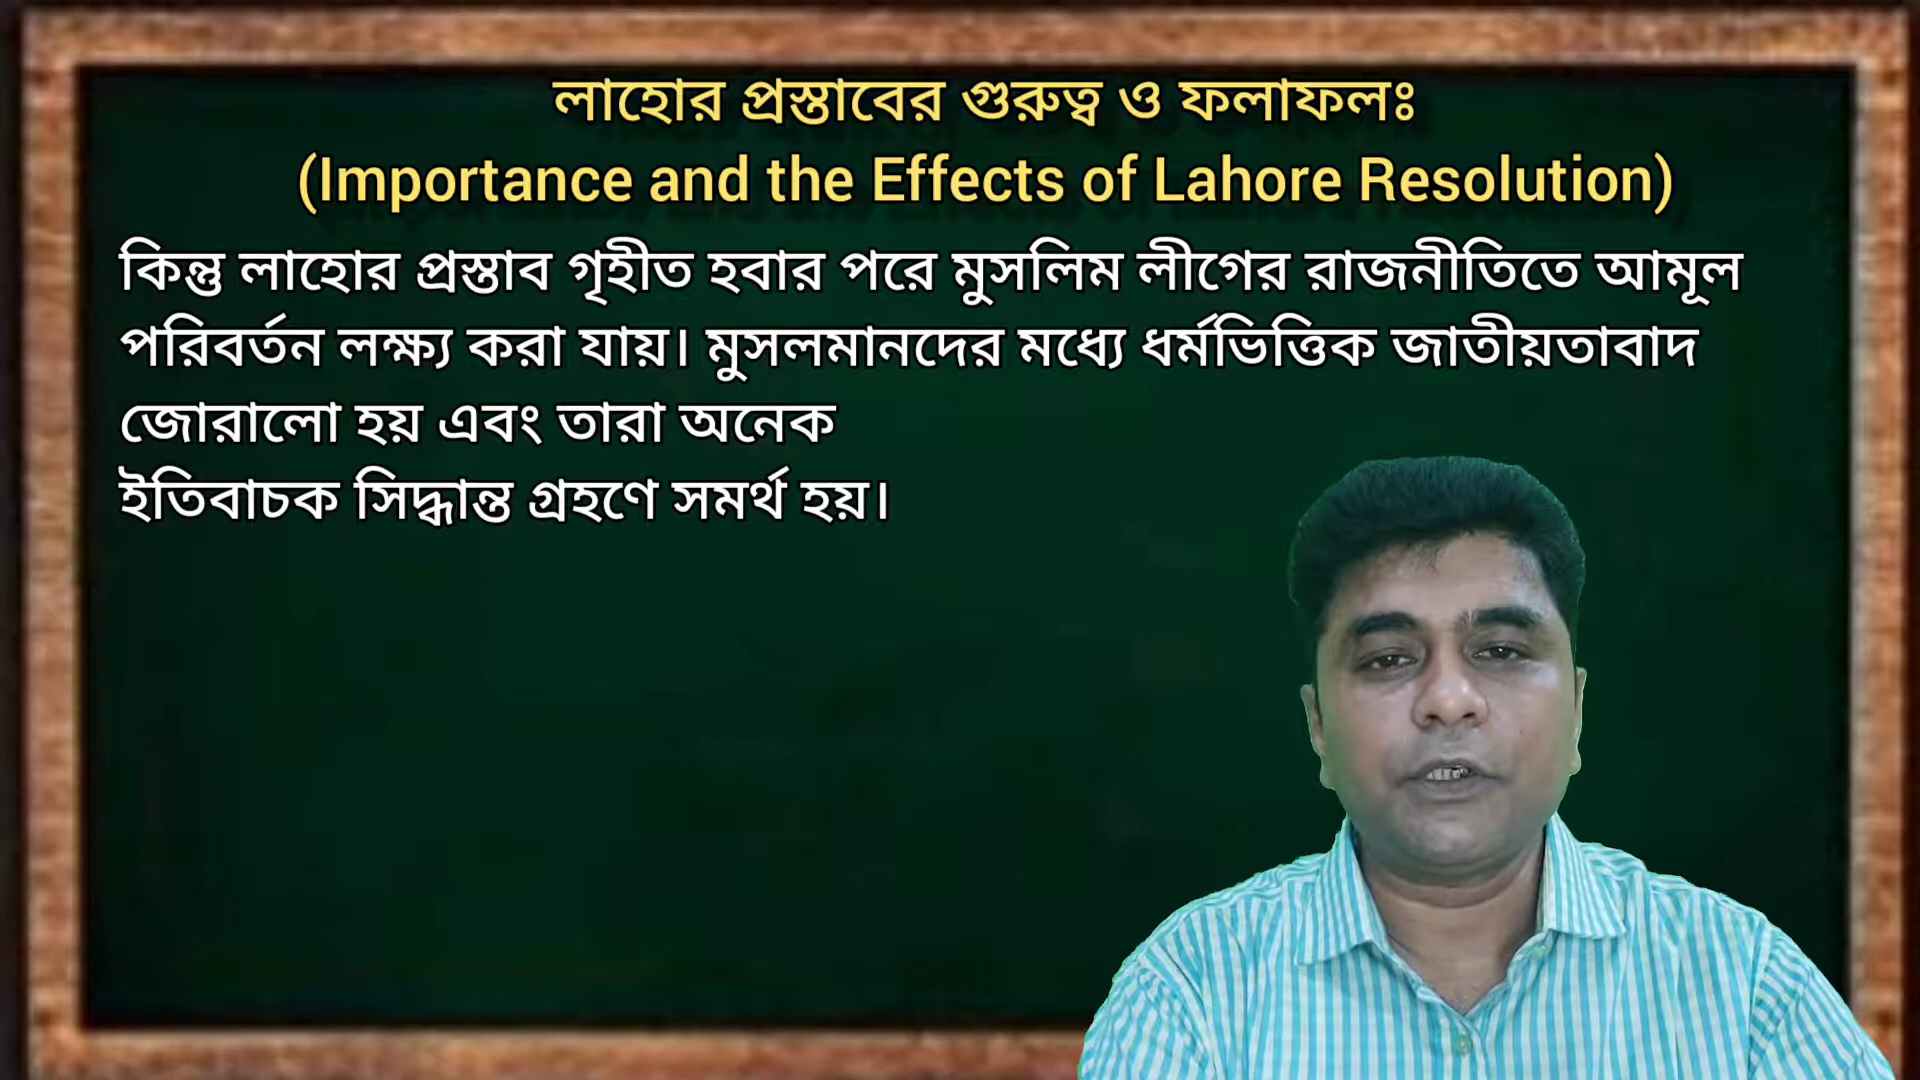 লাহোর প্রস্তাবের গুরুত্ব ও ফলাফলঃ
(Importance and the Effects of Lahore Resolution)
কিন্তু লাহোর প্রস্তাব গৃহীত হবার পরে মুসলিম লীগের রাজনীতিতে আমূল
পরিবর্তন লক্ষ্য করা যায়। মুসলমানদের মধ্যে ধর্মভিত্তিক জাতীয়তাবাদ
জোরালো হয় এবং তারা অনেক
ইতিবাচক সিদ্ধান্ত গ্রহণে সমর্থ হয়।